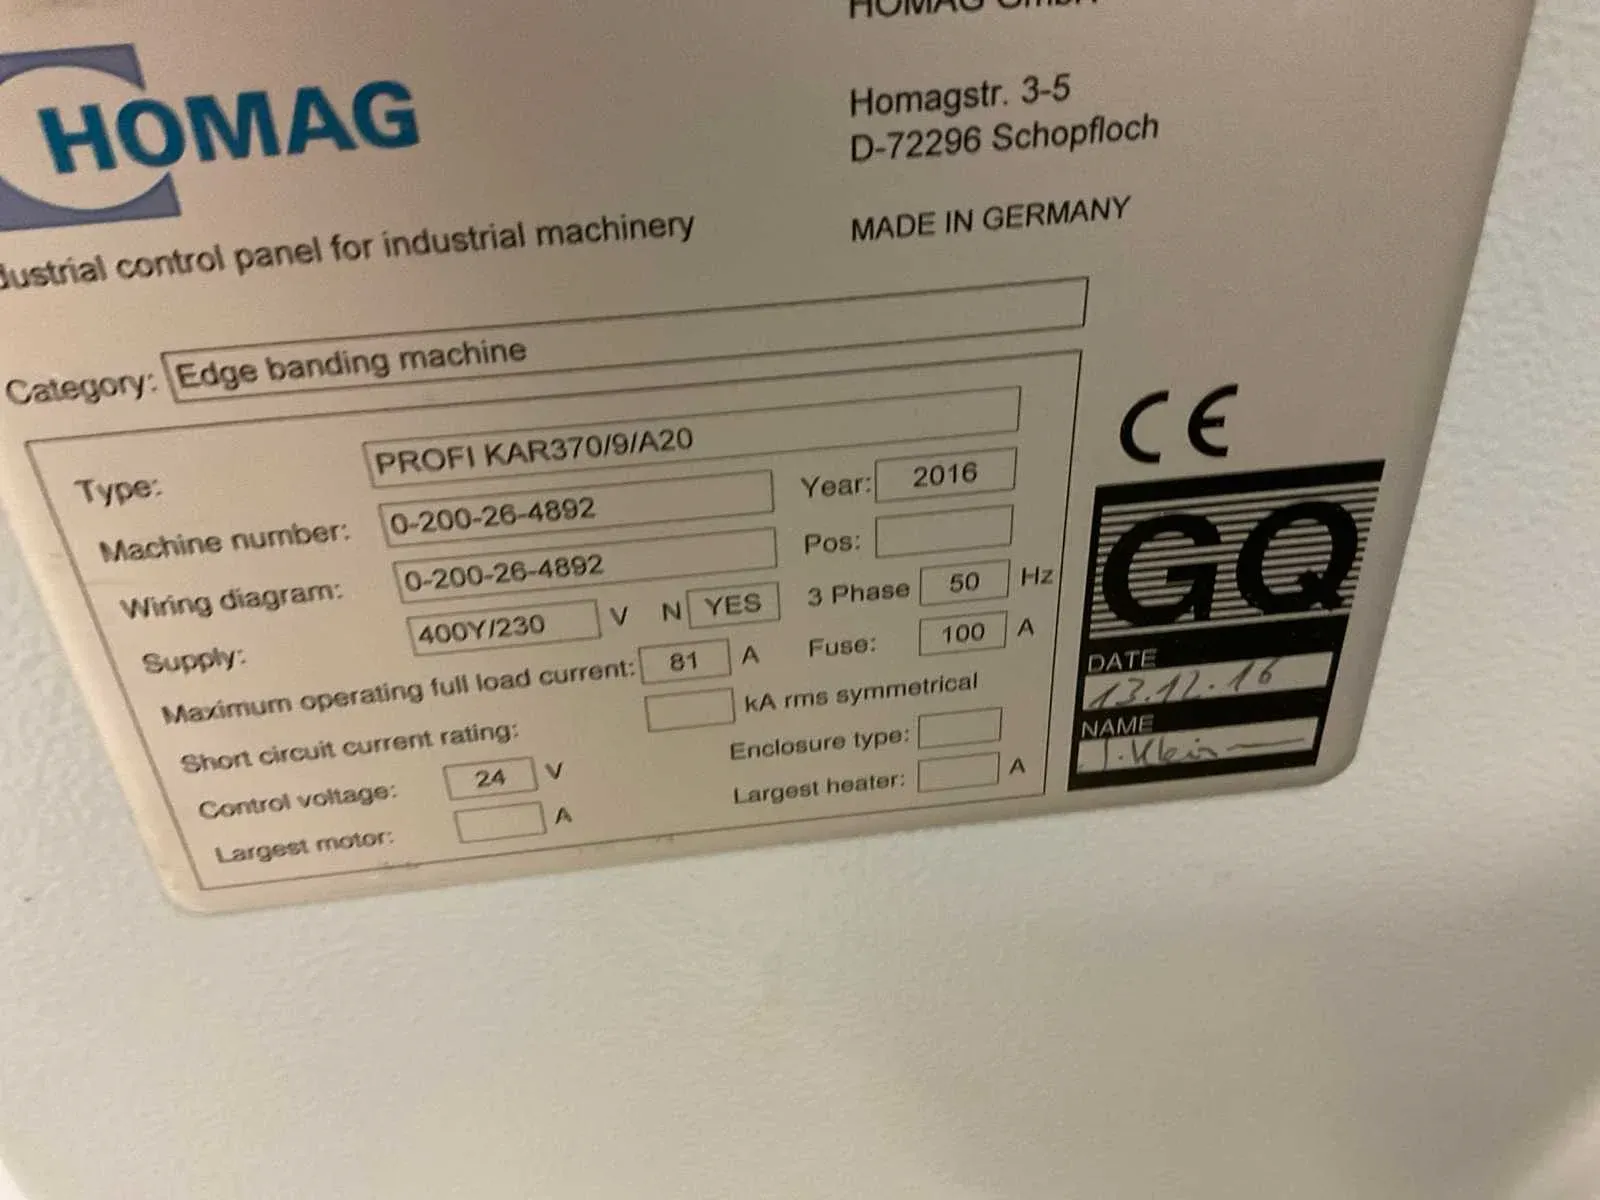 HOMAG GmbH
HOMAG
Homagstr. 3-5
D-72296 Schopfloch
MADE IN GERMANY
dustrial control panel for industrial machinery
Category: Edge banding machine
Type: PROFI KAR370/9/A20
Machine number: 0-200-26-4892 Year: 2016
Wiring diagram: 0-200-26-4892 Pos:
Supply: 400Y/230 V N YES 3 Phase 50 Hz
Maximum operating full load current: 81 A Fuse: 100 A
Short circuit current rating: kA rms symmetrical
Control voltage: 24 V Enclosure type:
Largest motor: A Largest heater: A
CE
GQ
DATE
13.12.16
NAME
J. Klein